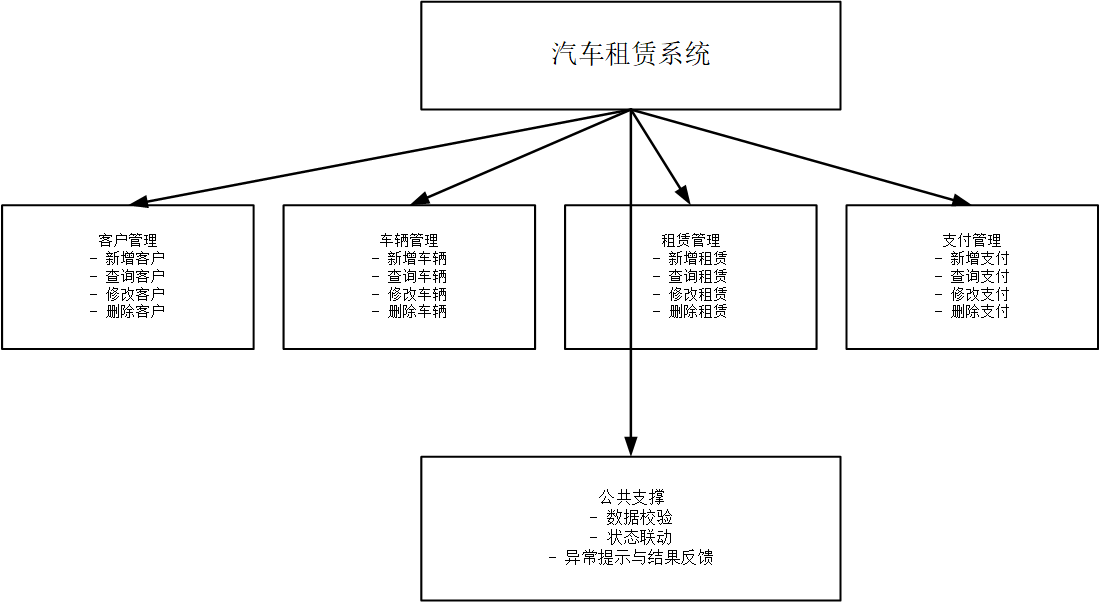 汽车租赁系统
客户管理
- 新增客户
- 查询客户
- 修改客户
- 删除客户
车辆管理
- 新增车辆
- 查询车辆
- 修改车辆
- 删除车辆
租赁管理
- 新增租赁
- 查询租赁
- 修改租赁
- 删除租赁
支付管理
- 新增支付
- 查询支付
- 修改支付
- 删除支付
公共支撑
- 数据校验
- 状态联动
- 异常提示与结果反馈